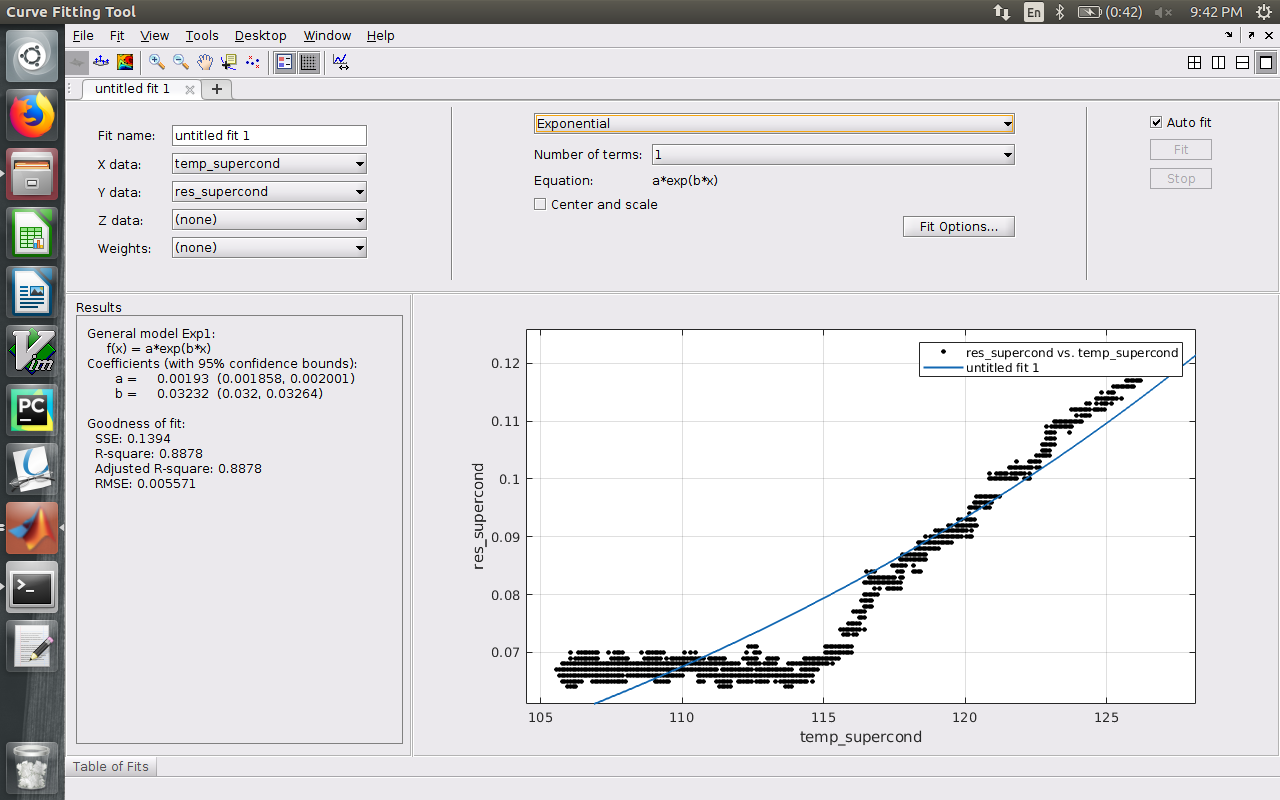 Curve Fitting Tool
En
(0:42)
9:42 PM
File Fit View Tools Desktop Window Help
untitled fit 1
Fit name: untitled fit 1
X data: temp_supercond
Y data: res_supercond
Z data: (none)
Weights: (none)
Exponential
Number of terms: 1
Equation: a*exp(b*x)
Center and scale
Fit Options...
Auto fit
Fit
Stop
Results
General model Exp1:
f(x) = a*exp(b*x)
Coefficients (with 95% confidence bounds):
a = 0.00193 (0.001858, 0.002001)
b = 0.03232 (0.032, 0.03264)
Goodness of fit:
SSE: 0.1394
R-square: 0.8878
Adjusted R-square: 0.8878
RMSE: 0.005571
res_supercond vs. temp_supercond
untitled fit 1
0.12
0.11
0.1
0.09
0.08
0.07
res_supercond
105 110 115 120 125
temp_supercond
Table of Fits
Vim
PC
>_